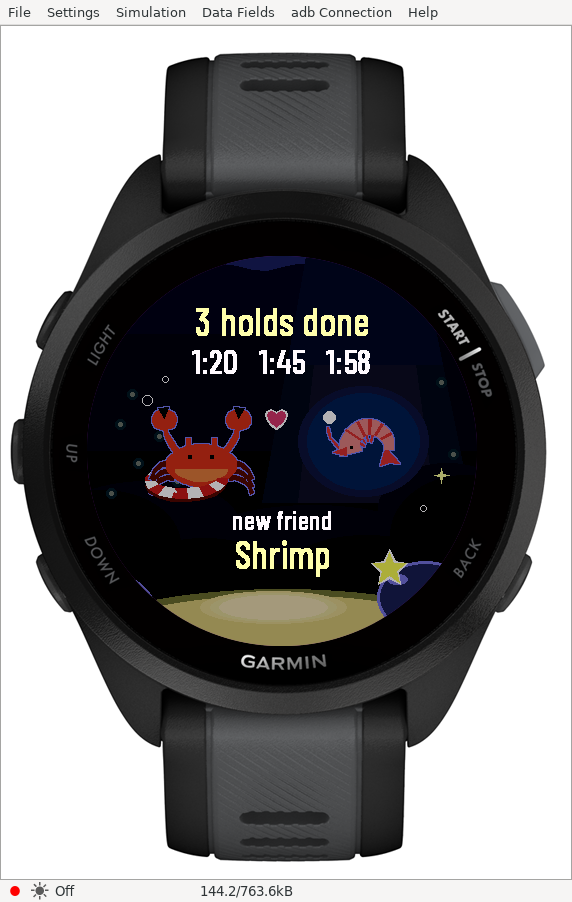 File Settings Simulation Data Fields adb Connection Help
LIGHT
START
STOP
3 holds done
1:20 1:45 1:58
UP
new friend
Shrimp
DOWN
BACK
GARMIN
Off 144.2/763.6kB